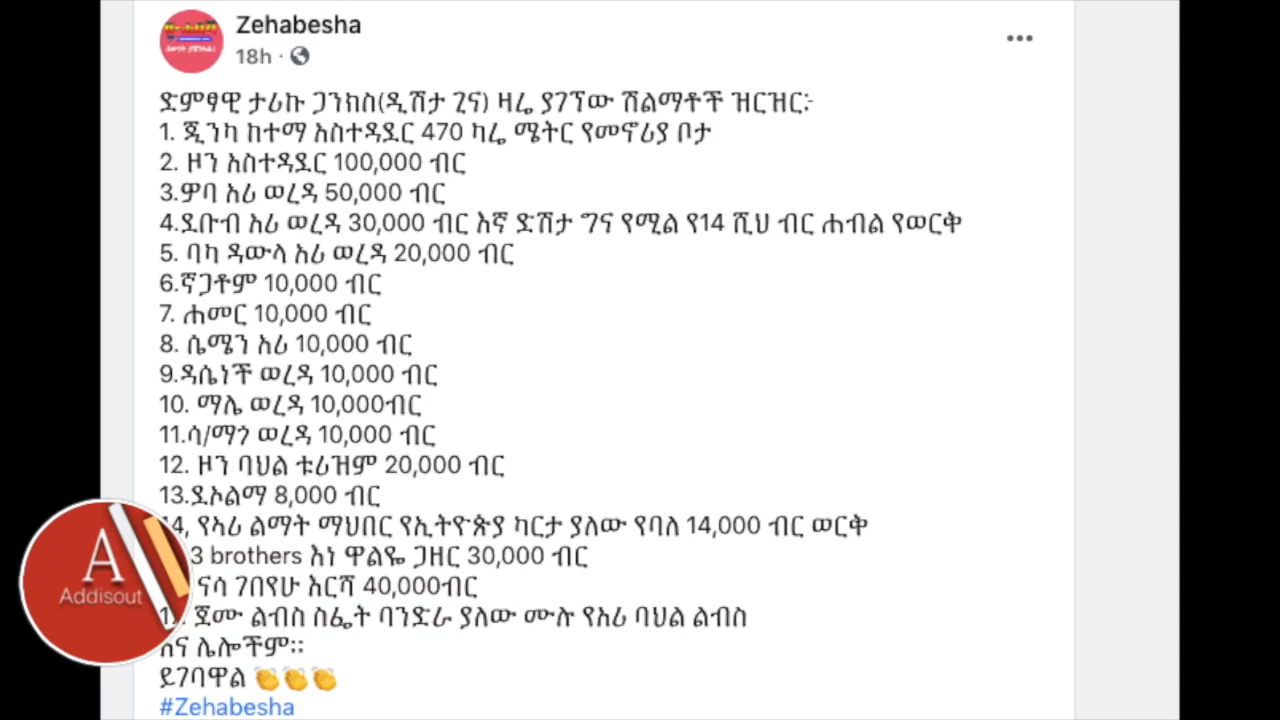 Zehabesha
18h
ድምፃዊ ታሪኩ ጋንክስ(ዲሽታ ጊና) ዛሬ ያገኘው ሽልማቶች ዝርዝር፦
1. ጂንካ ከተማ አስተዳደር 470 ካሬ ሜትር የመኖሪያ ቦታ
2. ዞን አስተዳደር 100,000 ብር
3.ዎባ አሪ ወረዳ 50,000 ብር
4.ደቡብ አሪ ወረዳ 30,000 ብር እኛ ድሽታ ግና የሚል የ14 ሺህ ብር ሐብል የወርቅ
5. ባካ ዳውላ አሪ ወረዳ 20,000 ብር
6.ኛጋቶም 10,000 ብር
7. ሐመር 10,000 ብር
8. ሴሜን አሪ 10,000 ብር
9.ዳሴነች ወረዳ 10,000 ብር
10. ማሌ ወረዳ 10,000ብር
11.ሳ/ማጎ ወረዳ 10,000 ብር
12. ዞን ባህል ቱሪዝም 20,000 ብር
13.ደኦልማ 8,000 ብር
14, የኣሪ ልማት ማህበር የኢትዮጵያ ካርታ ያለው የባለ 14,000 ብር ወርቅ
3 brothers እነ ዋልዬ ጋዘር 30,000 ብር
ናሳ ገበየሁ እርሻ 40,000ብር
ጀሙ ልብስ ስፌት ባንድራ ያለው ሙሉ የአሪ ባህል ልብስ
እና ሌሎችም።
ይገባዋል 👏👏👏
#Zehabesha
A
Addisout